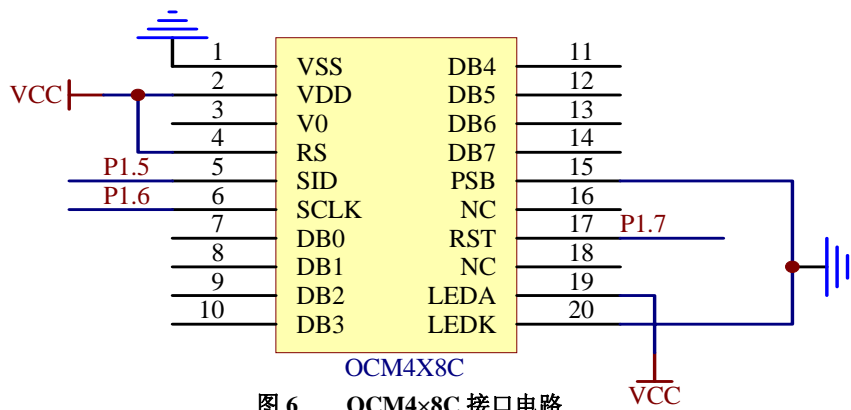 1 VSS DB4 11
VCC 2 VDD DB5 12
3 V0 DB6 13
4 RS DB7 14
P1.5 5 SID PSB 15
P1.6 6 SCLK NC 16
7 DB0 RST 17 P1.7
8 DB1 NC 18
9 DB2 LEDA 19
10 DB3 LEDK 20
OCM4X8C
VCC
图 6 OCM4×8C 接口电路